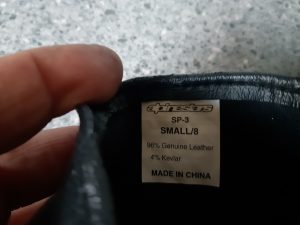 alpinestars
SP-3
SMALL/8
96% Genuine Leather
4% Kevlar
MADE IN CHINA